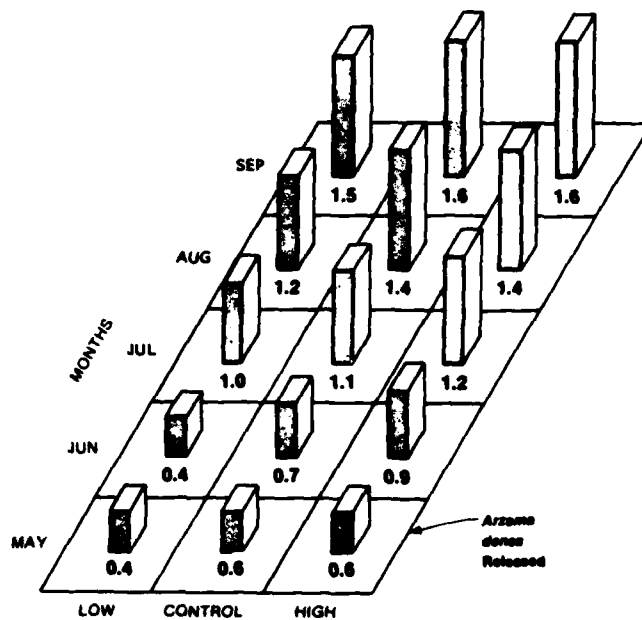 SEP
1.5 1.6 1.6
AUG
1.2 1.4 1.4
MONTHS
JUL
1.0 1.1 1.2
JUN
0.4 0.7 0.9
MAY
0.4 0.6 0.6
Arzama
densa
Released
LOW CONTROL HIGH